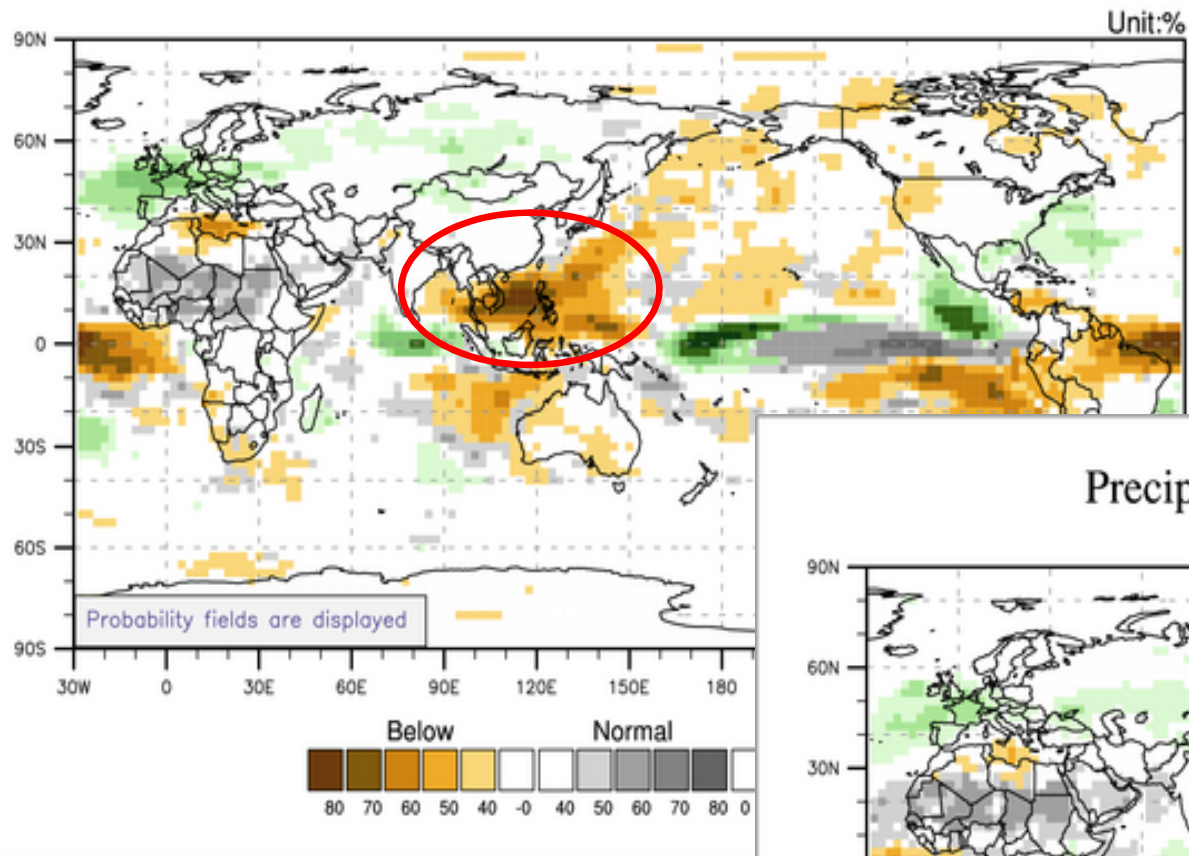 Unit:%
90N
60N
30N
0
30S
60S
90S
Probability fields are displayed
30W 0 30E 60E 90E 120E 150E 180
Below Normal
80 70 60 50 40 -0 40 50 60 70 80 0
Precip
90N
60N
30N